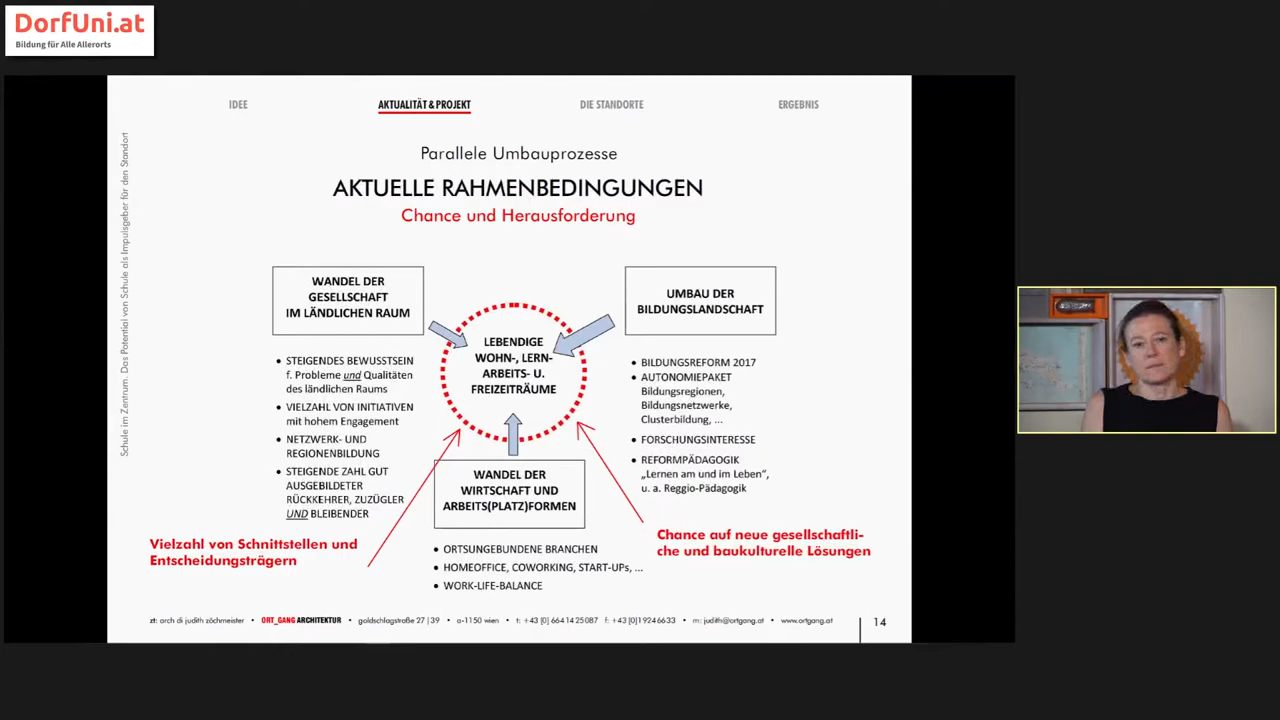 DorfUni.at
Bildung für Alle Allerorts
IDEE
AKTUALITÄT & PROJEKT
DIE STANDORTE
ERGEBNIS
Schule im Zentrum. Das Potential von Schule als Impulsgeber für den Standort
Parallele Umbauprozesse
AKTUELLE RAHMENBEDINGUNGEN
Chance und Herausforderung
WANDEL DER
GESELLSCHAFT
IM LÄNDLICHEN RAUM
• STEIGENDES BEWUSSTSEIN
f. Probleme und Qualitäten
des ländlichen Raums
• VIELZAHL VON INITIATIVEN
mit hohem Engagement
• NETZWERK- UND
REGIONENBILDUNG
• STEIGENDE ZAHL GUT
AUSGEBILDETER
RÜCKKEHRER, ZUZÜGLER
UND BLEIBENDER
LEBENDIGE
WOHN-, LERN-
ARBEITS- U.
FREIZEITRÄUME
UMBAU DER
BILDUNGSLANDSCHAFT
• BILDUNGSREFORM 2017
• AUTONOMIEPAKET
Bildungsregionen,
Bildungsnetzwerke,
Clusterbildung, ...
• FORSCHUNGSINTERESSE
• REFORMPÄDAGOGIK
„Lernen am und im Leben“,
u. a. Reggio-Pädagogik
WANDEL DER
WIRTSCHAFT UND
ARBEITS(PLATZ)FORMEN
• ORTSUNGEBUNDENE BRANCHEN
• HOMEOFFICE, COWORKING, START-UPs, ...
• WORK-LIFE-BALANCE
Vielzahl von Schnittstellen und
Entscheidungsträgern
Chance auf neue gesellschaftli-
che und baukulturelle Lösungen
zt: arch di judith zöchmeister • ORT_GANG ARCHITEKTUR • goldschlagstraße 27 | 39 • a-1150 wien • t: +43 [0] 664 14 25 087 f: +43 [0]1 924 66 33 • m: judith@ortgang.at • www.ortgang.at
14